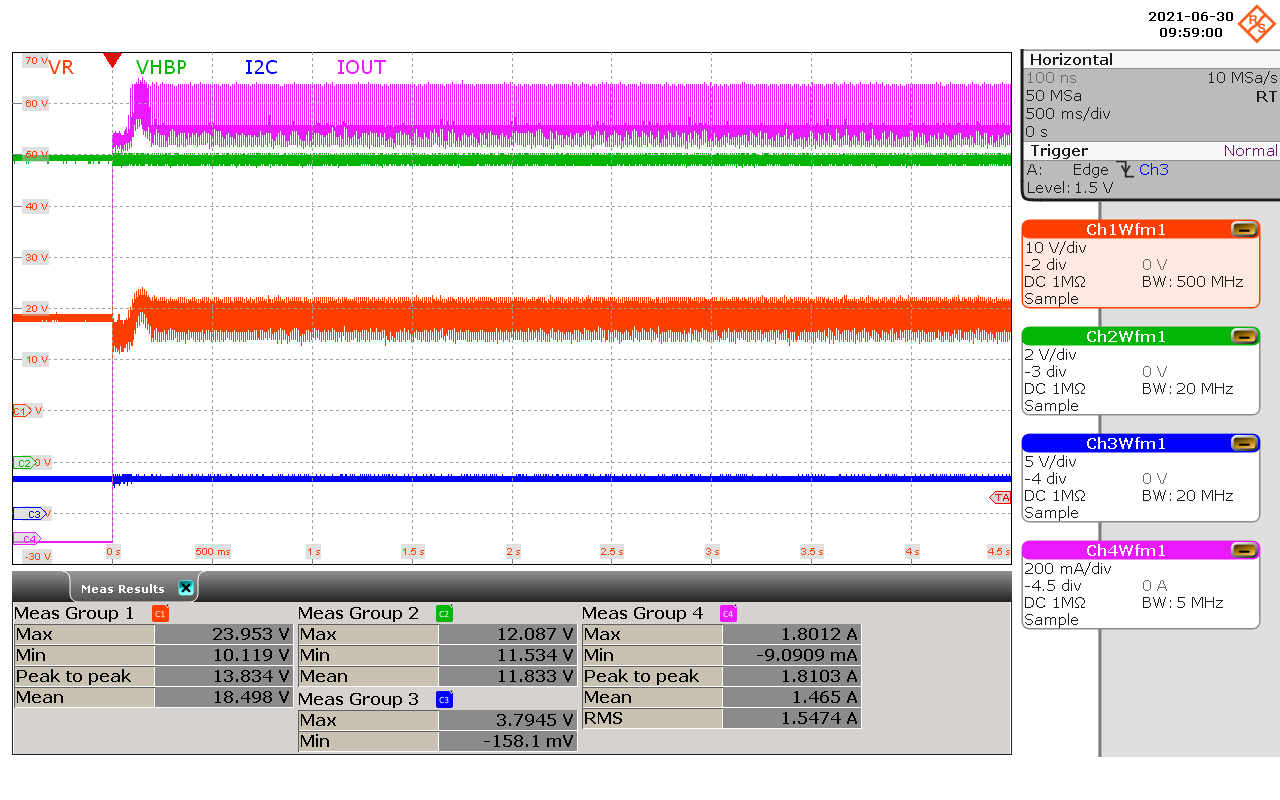 2021-06-30
09:59:00
R&S
VR VHBP I2C IOUT
70 V
60 V
50 V
40 V
30 V
20 V
10 V
C1 V
C2 0 V
C3 V
C4
-30 V
0 s 500 ms 1 s 1.5 s 2 s 2.5 s 3 s 3.5 s 4 s 4.5 s
TA
Horizontal
100 ns 10 MSa/s
50 MSa RT
500 ms/div
0 s
Trigger Normal
A: Edge Ch3
Level: 1.5 V
Ch1Wfm1
10 V/div
-2 div 0 V
DC 1MΩ BW: 500 MHz
Sample
Ch2Wfm1
2 V/div
-3 div 0 V
DC 1MΩ BW: 20 MHz
Sample
Ch3Wfm1
5 V/div
-4 div 0 V
DC 1MΩ BW: 20 MHz
Sample
Ch4Wfm1
200 mA/div
-4.5 div 0 A
DC 1MΩ BW: 5 MHz
Sample
Meas Results
Meas Group 1 C1
Max 23.953 V
Min 10.119 V
Peak to peak 13.834 V
Mean 18.498 V
Meas Group 2 C2
Max 12.087 V
Min 11.534 V
Mean 11.833 V
Meas Group 3 C3
Max 3.7945 V
Min -158.1 mV
Meas Group 4 C4
Max 1.8012 A
Min -9.0909 mA
Peak to peak 1.8103 A
Mean 1.465 A
RMS 1.5474 A